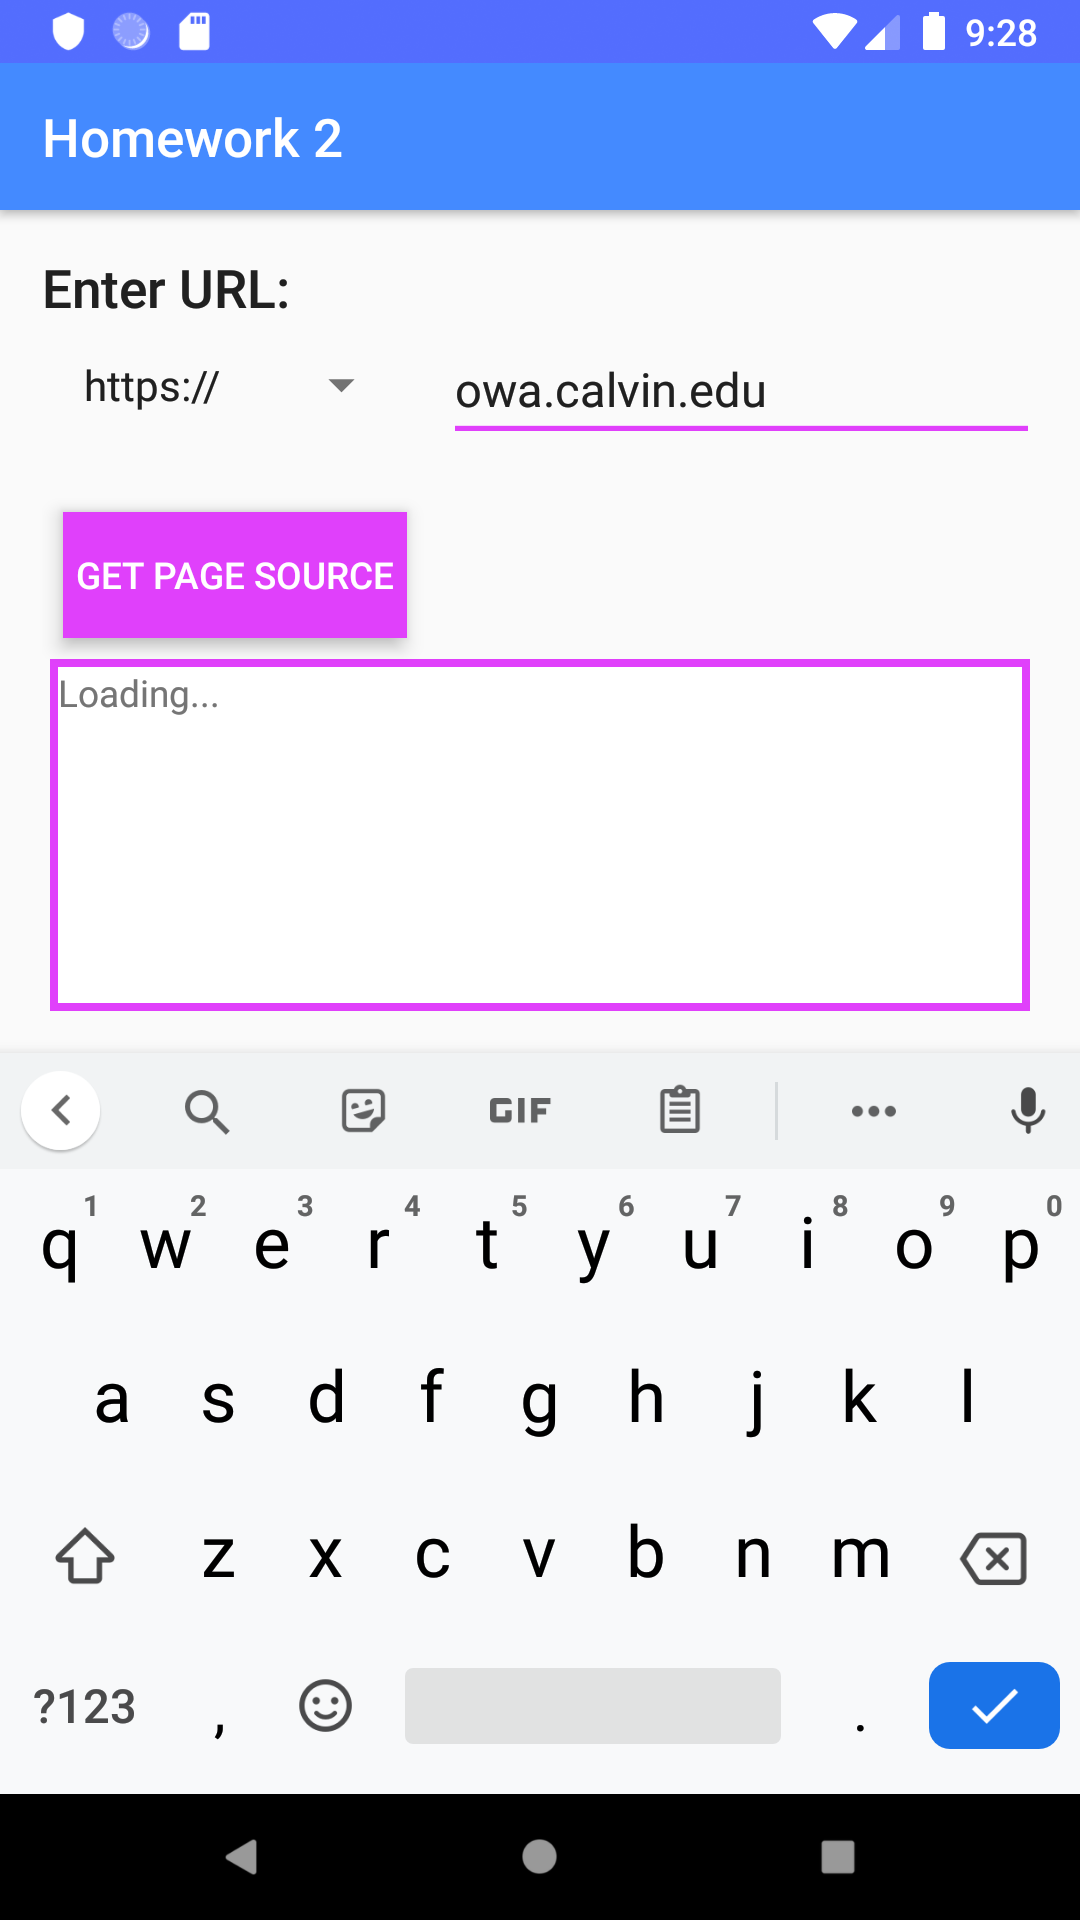 9:28
Homework 2
Enter URL:
https:// owa.calvin.edu
GET PAGE SOURCE
Loading...
GIF
1 2 3 4 5 6 7 8 9 0
q w e r t y u i o p
a s d f g h j k l
z x c v b n m
?123 , .